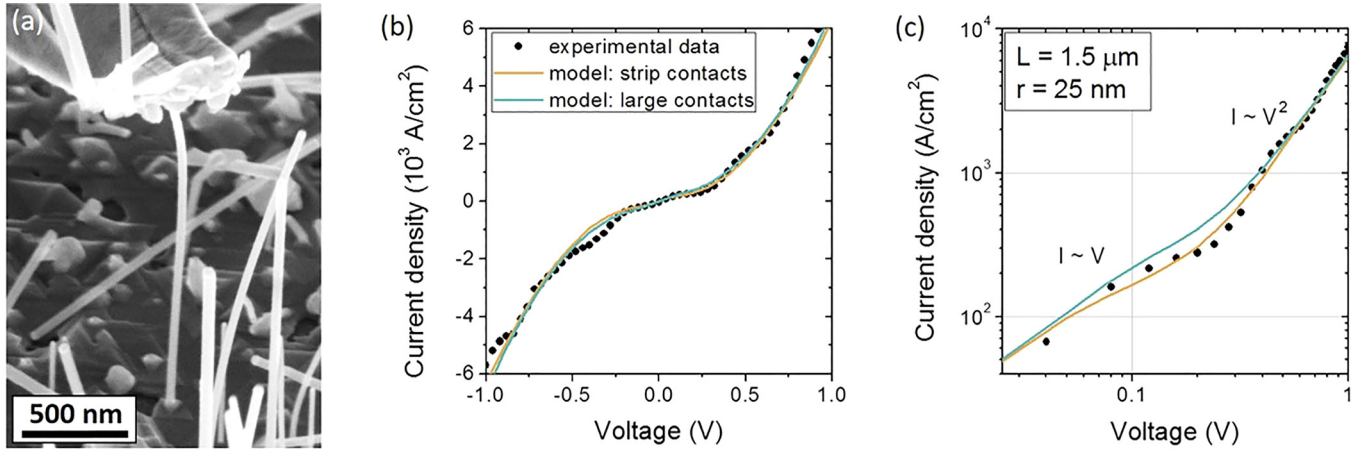 (a)
500 nm
(b)
Current density (10³ A/cm²)
6
4
2
0
-2
-4
-6
experimental data
model: strip contacts
model: large contacts
-1.0 -0.5 0.0 0.5 1.0
Voltage (V)
(c)
Current density (A/cm²)
10⁴
10³
10²
L = 1.5 μm
r = 25 nm
I ~ V²
I ~ V
0.1 1
Voltage (V)